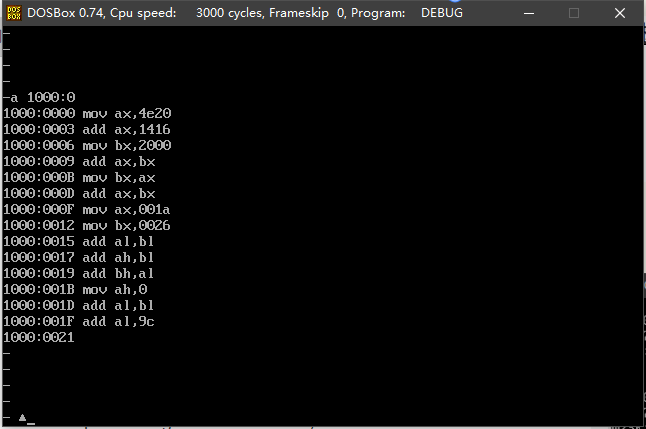 DOSBox 0.74, Cpu speed: 3000 cycles, Frameskip 0, Program: DEBUG
-
-
-
-
-a 1000:0
1000:0000 mov ax,4e20
1000:0003 add ax,1416
1000:0006 mov bx,2000
1000:0009 add ax,bx
1000:000B mov bx,ax
1000:000D add ax,bx
1000:000F mov ax,001a
1000:0012 mov bx,0026
1000:0015 add al,bl
1000:0017 add ah,bl
1000:0019 add bh,al
1000:001B mov ah,0
1000:001D add al,bl
1000:001F add al,9c
1000:0021
-
-
-
-
- ▲_